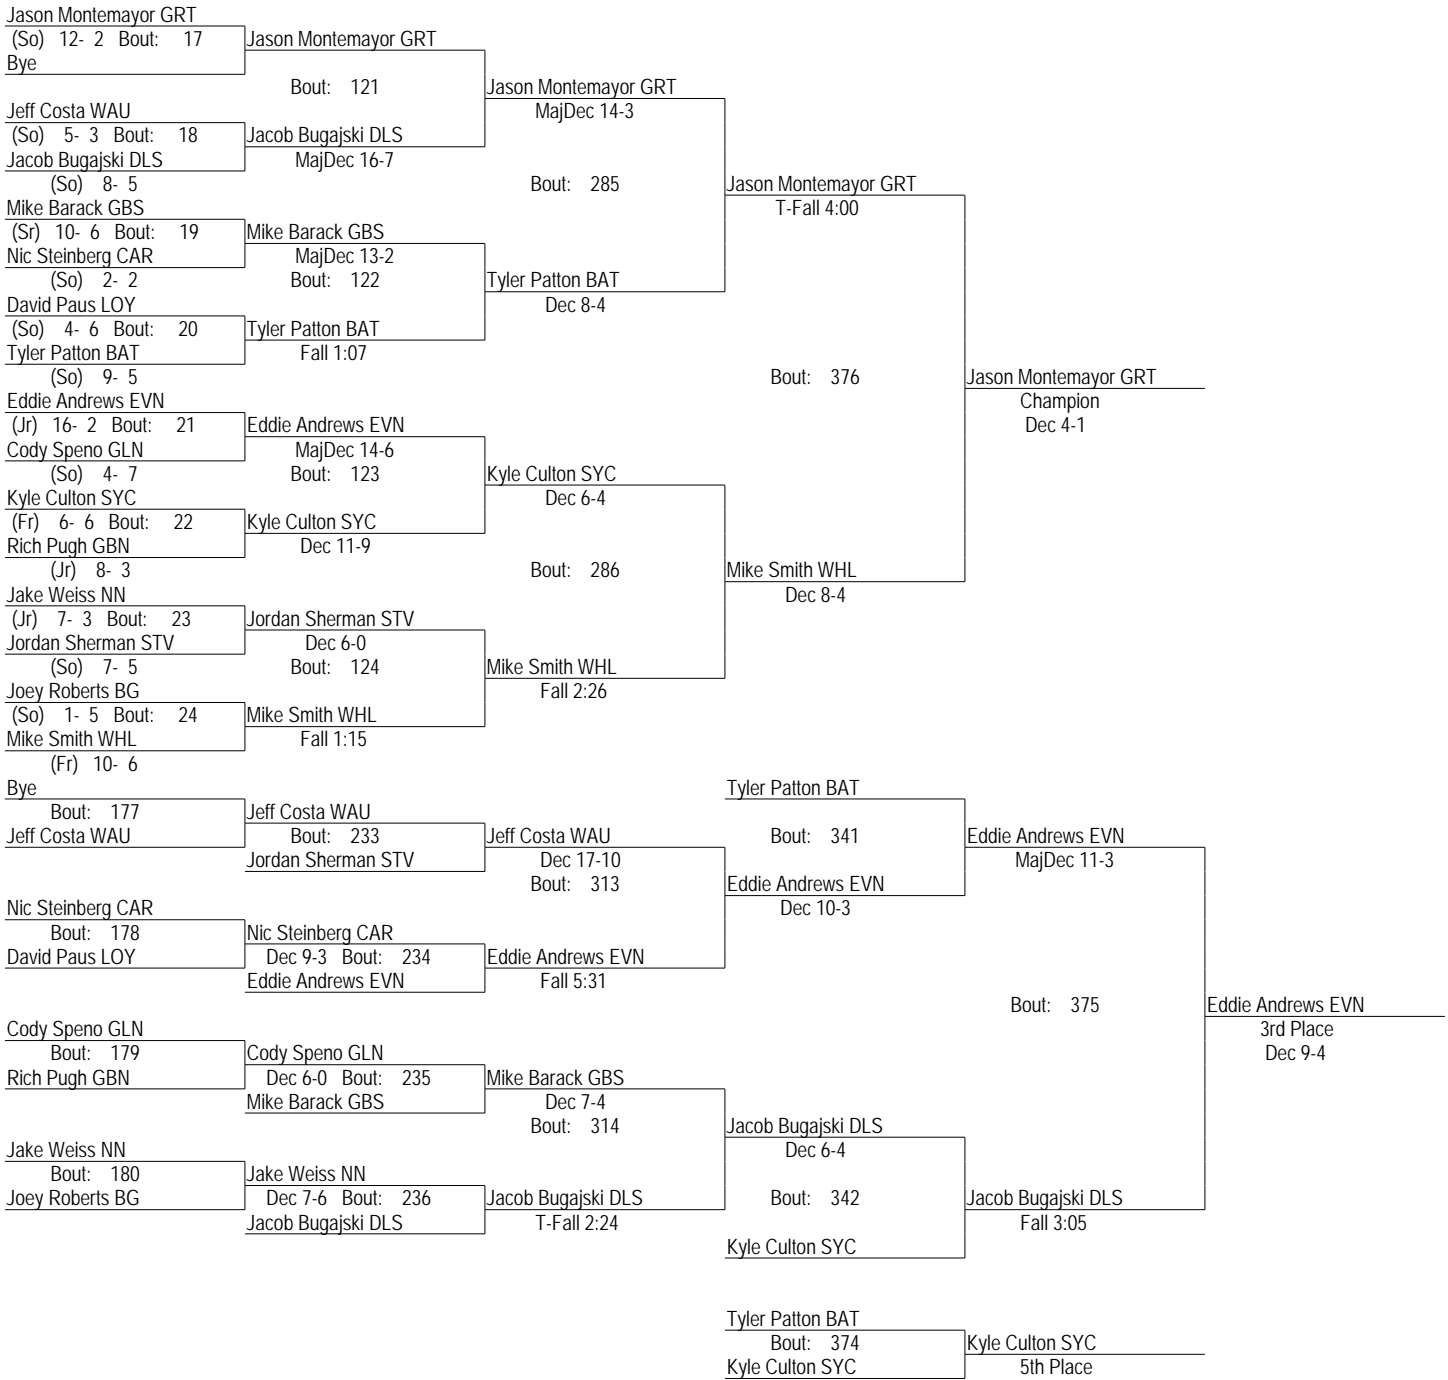 Jason Montemayor GRT
(So) 12- 2 Bout: 17 Jason Montemayor GRT
Bye
Bout: 121 Jason Montemayor GRT
Jeff Costa WAU MajDec 14-3
(So) 5- 3 Bout: 18 Jacob Bugajski DLS
Jacob Bugajski DLS MajDec 16-7
(So) 8- 5 Bout: 285 Jason Montemayor GRT
Mike Barack GBS T-Fall 4:00
(Sr) 10- 6 Bout: 19 Mike Barack GBS
Nic Steinberg CAR MajDec 13-2
(So) 2- 2 Bout: 122 Tyler Patton BAT
David Paus LOY Dec 8-4
(So) 4- 6 Bout: 20 Tyler Patton BAT
Tyler Patton BAT Fall 1:07
(So) 9- 5 Bout: 376 Jason Montemayor GRT
Eddie Andrews EVN Champion
(Jr) 16- 2 Bout: 21 Eddie Andrews EVN Dec 4-1
Cody Speno GLN MajDec 14-6
(So) 4- 7 Bout: 123 Kyle Culton SYC
Kyle Culton SYC Dec 6-4
(Fr) 6- 6 Bout: 22 Kyle Culton SYC
Rich Pugh GBN Dec 11-9
(Jr) 8- 3 Bout: 286 Mike Smith WHL
Jake Weiss NN Dec 8-4
(Jr) 7- 3 Bout: 23 Jordan Sherman STV
Jordan Sherman STV Dec 6-0
(So) 7- 5 Bout: 124 Mike Smith WHL
Joey Roberts BG Fall 2:26
(So) 1- 5 Bout: 24 Mike Smith WHL
Mike Smith WHL Fall 1:15
(Fr) 10- 6
Bye Tyler Patton BAT
Bout: 177 Jeff Costa WAU
Jeff Costa WAU Bout: 233 Jeff Costa WAU Bout: 341 Eddie Andrews EVN
Jordan Sherman STV Dec 17-10 MajDec 11-3
Bout: 313 Eddie Andrews EVN
Nic Steinberg CAR Dec 10-3
Bout: 178 Nic Steinberg CAR
David Paus LOY Dec 9-3 Bout: 234 Eddie Andrews EVN
Eddie Andrews EVN Fall 5:31
Bout: 375 Eddie Andrews EVN
Cody Speno GLN 3rd Place
Bout: 179 Cody Speno GLN Dec 9-4
Rich Pugh GBN Dec 6-0 Bout: 235 Mike Barack GBS
Mike Barack GBS Dec 7-4
Bout: 314 Jacob Bugajski DLS
Jake Weiss NN Dec 6-4
Bout: 180 Jake Weiss NN
Joey Roberts BG Dec 7-6 Bout: 236 Jacob Bugajski DLS Bout: 342 Jacob Bugajski DLS
Jacob Bugajski DLS T-Fall 2:24 Fall 3:05
Kyle Culton SYC
Tyler Patton BAT
Bout: 374 Kyle Culton SYC
Kyle Culton SYC 5th Place